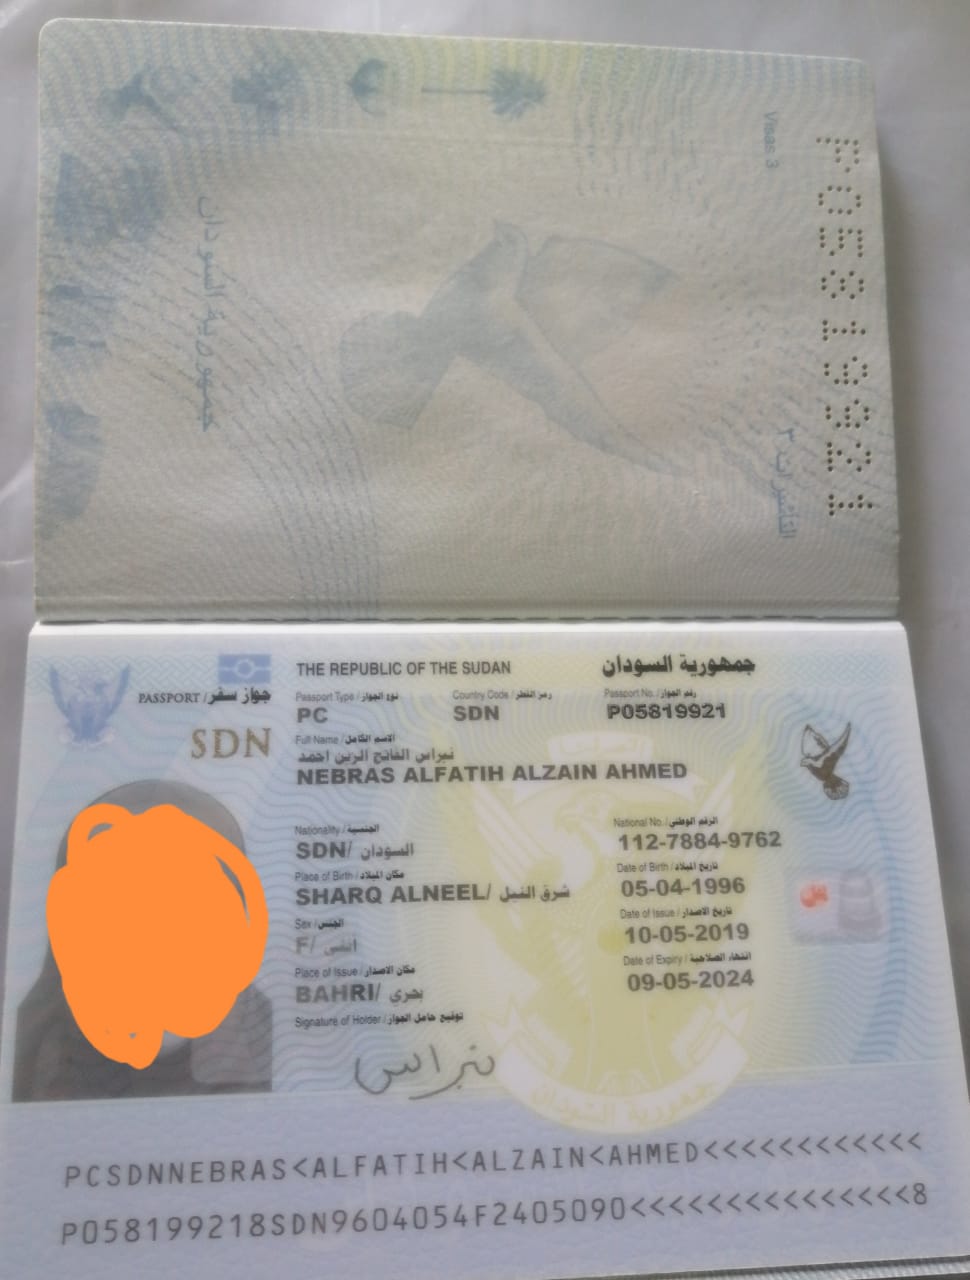 Visas 3
التأشيرات ٣
جمهورية السودان
P05819921
THE REPUBLIC OF THE SUDAN جمهورية السودان
PASSPORT / جواز سفر
SDN
Passport Type / نوع الجواز Country Code / رمز القطر Passport No. / رقم الجواز
PC SDN P05819921
Full Name / الاسم الكامل
نبراس الفاتح الزين احمد
NEBRAS ALFATIH ALZAIN AHMED
Nationality / الجنسية National No. / الرقم الوطني
SDN/ السودان 112-7884-9762
Place of Birth / مكان الميلاد Date of Birth / تاريخ الميلاد
SHARQ ALNEEL/ شرق النيل 05-04-1996
Sex / الجنس Date of Issue / تاريخ الاصدار
F/ انثى 10-05-2019
Place of Issue / مكان الاصدار Date of Expiry / انتهاء الصلاحية
BAHRI/ بحري 09-05-2024
Signature of Holder / توقيع حامل الجواز
نبراس
جمهورية السودان
PCSDNNEBRAS<ALFATIH<ALZAIN<AHMED<<<<<<<<<<<<
P058199218SDN9604054F2405090<<<<<<<<<<<<<<<8